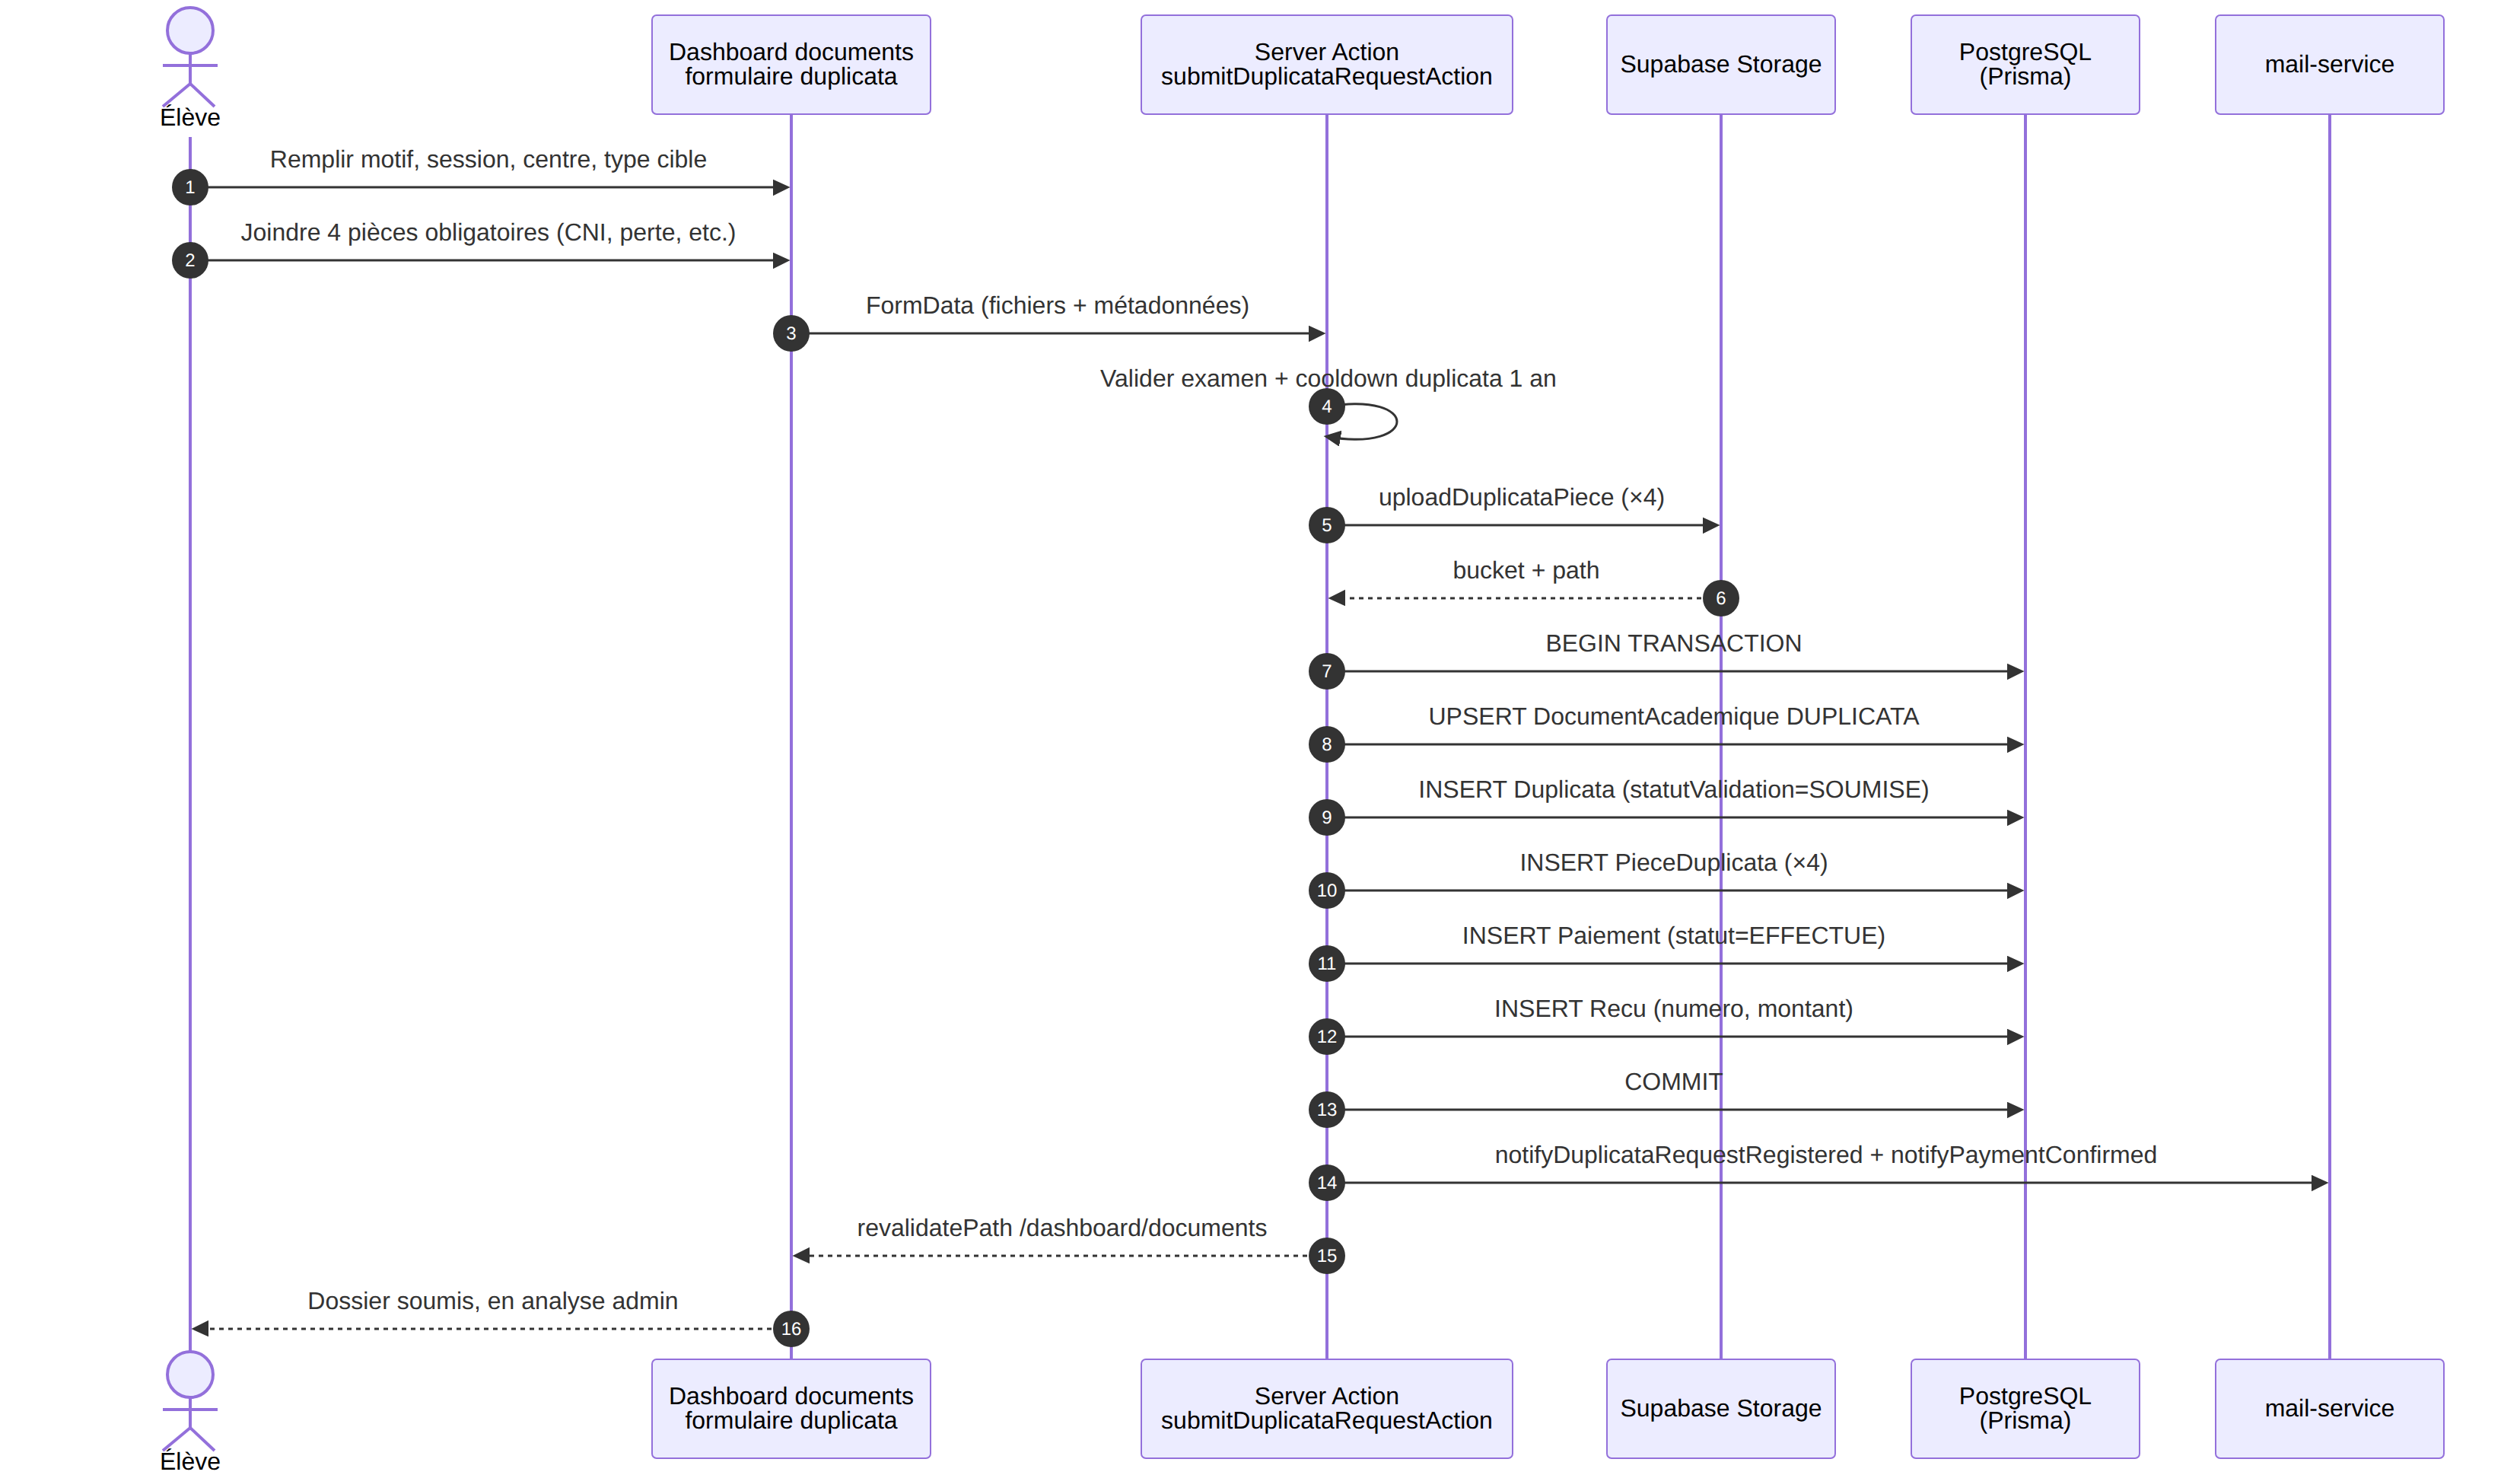 Élève
Dashboard documents
formulaire duplicata
Server Action
submitDuplicataRequestAction
Supabase Storage
PostgreSQL
(Prisma)
mail-service
Remplir motif, session, centre, type cible
1
Joindre 4 pièces obligatoires (CNI, perte, etc.)
2
FormData (fichiers + métadonnées)
3
Valider examen + cooldown duplicata 1 an
4
uploadDuplicataPiece (×4)
5
bucket + path
6
BEGIN TRANSACTION
7
UPSERT DocumentAcademique DUPLICATA
8
INSERT Duplicata (statutValidation=SOUMISE)
9
INSERT PieceDuplicata (×4)
10
INSERT Paiement (statut=EFFECTUE)
11
INSERT Recu (numero, montant)
12
COMMIT
13
notifyDuplicataRequestRegistered + notifyPaymentConfirmed
14
revalidatePath /dashboard/documents
15
Dossier soumis, en analyse admin
16
Élève
Dashboard documents
formulaire duplicata
Server Action
submitDuplicataRequestAction
Supabase Storage
PostgreSQL
(Prisma)
mail-service